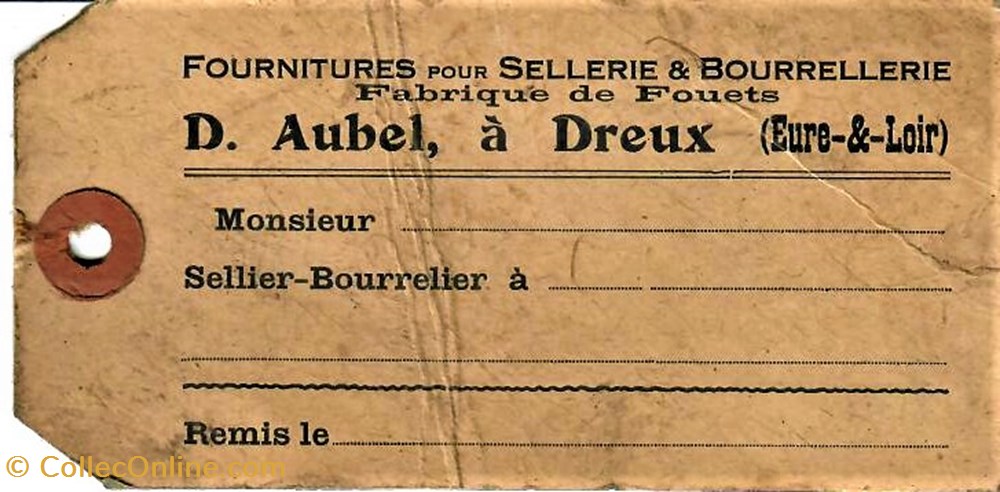 FOURNITURES POUR SELLERIE & BOURRELLERIE
Fabrique de Fouets
D. Aubel, à Dreux (Eure-&-Loir)
Monsieur
Sellier-Bourrelier à
Remis le
© CollecOnline.com